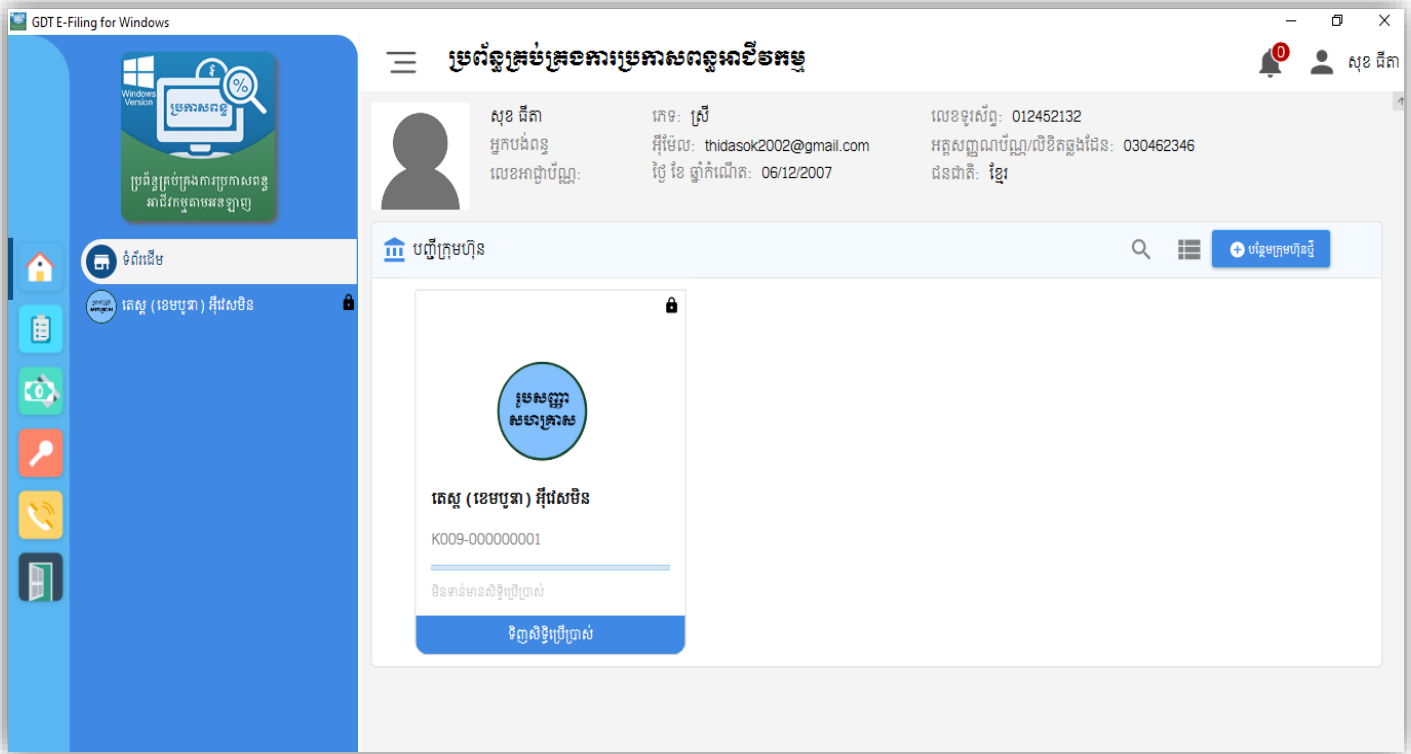 GDT E-Filing for Windows
Windows
Version
ប្រកាសពន្ធ
ប្រព័ន្ធគ្រប់គ្រងការប្រកាសពន្ធ
អាជីវកម្មតាមអនឡាញ
ប្រព័ន្ធគ្រប់គ្រងការប្រកាសពន្ធអាជីវកម្ម
0
សុខ ធីតា
សុខ ធីតា ភេទ: ស្រី លេខទូរស័ព្ទ: 012452132
អ្នកបង់ពន្ធ អ៊ីម៉ែល: thidasok2002@gmail.com អត្តសញ្ញាណប័ណ្ណ/លិខិតឆ្លងដែន: 030462346
លេខអាជ្ញាប័ណ្ណ: ថ្ងៃ ខែ ឆ្នាំកំណើត: 06/12/2007 ជនជាតិ: ខ្មែរ
ទំព័រដើម
តេស្ត (ខេមបូឌា) អ៊ីវេសមិន
បញ្ជីក្រុមហ៊ុន
បន្ថែមក្រុមហ៊ុនថ្មី
រូបសញ្ញា
សហគ្រាស
តេស្ត (ខេមបូឌា) អ៊ីវេសមិន
K009-000000001
មិនទាន់មានសិទ្ធិប្រើប្រាស់
ទិញសិទ្ធិប្រើប្រាស់